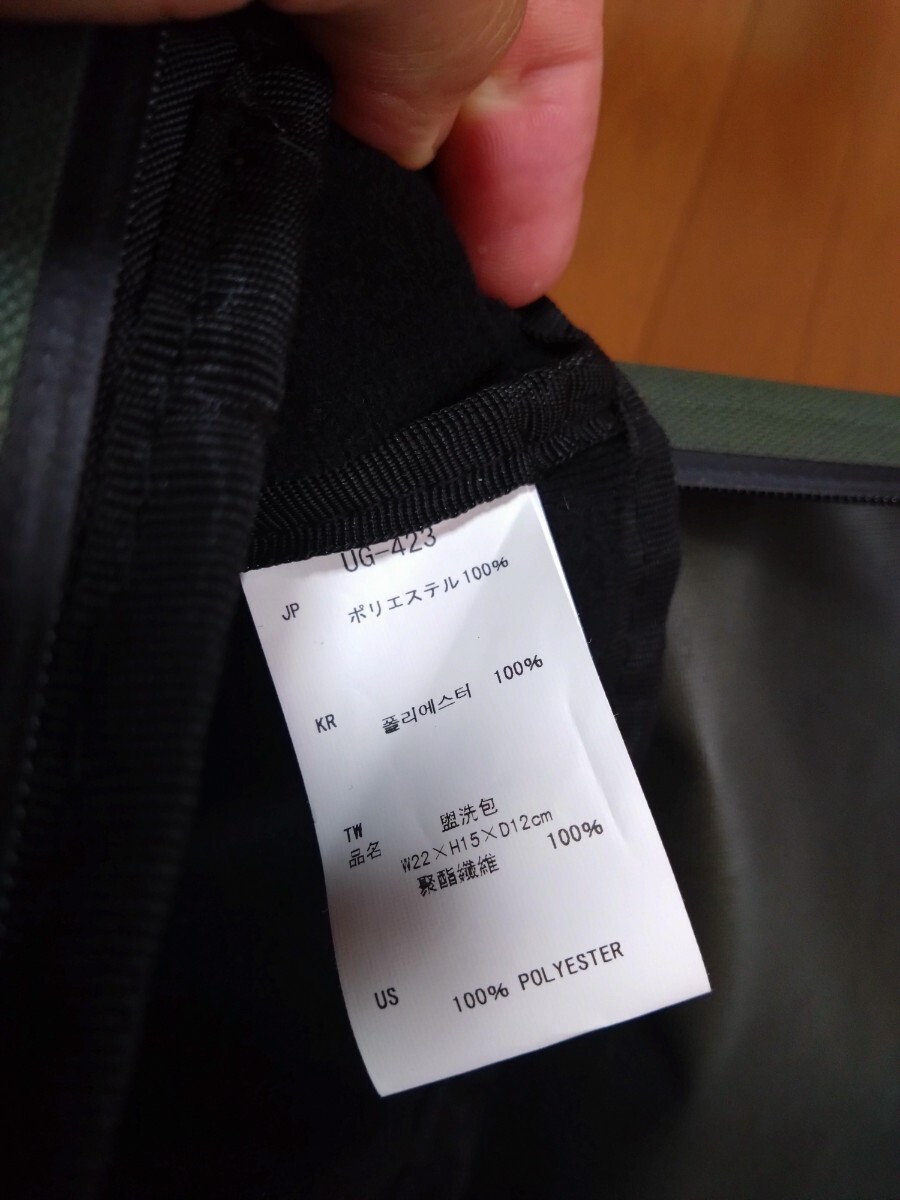 UG-423
JP ポリエステル100%
KR 폴리에스터 100%
TW 盥洗包
品名 W22×H15×D12cm
聚酯纖維 100%
US 100% POLYESTER